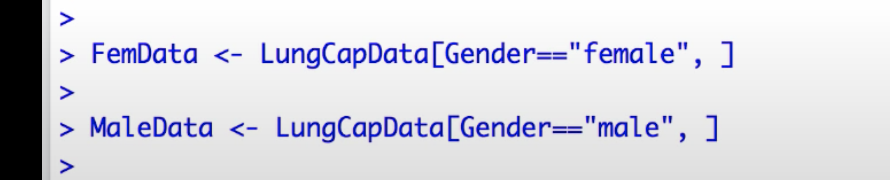 >
> FemData <- LungCapData[Gender=="female", ]
>
> MaleData <- LungCapData[Gender=="male", ]
>